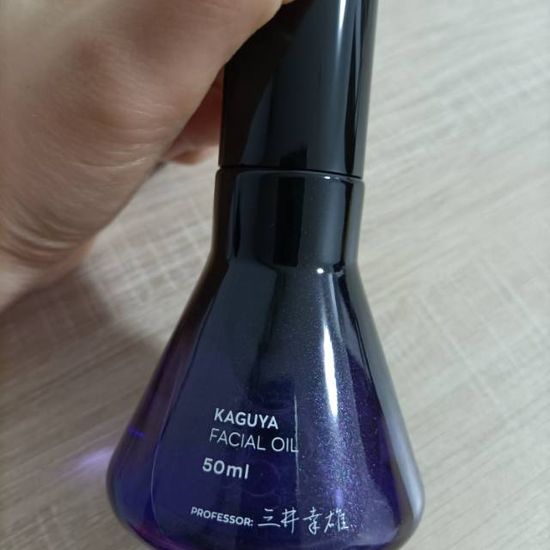 KAGUYA
FACIAL OIL
50ml
PROFESSOR: 三井幸雄